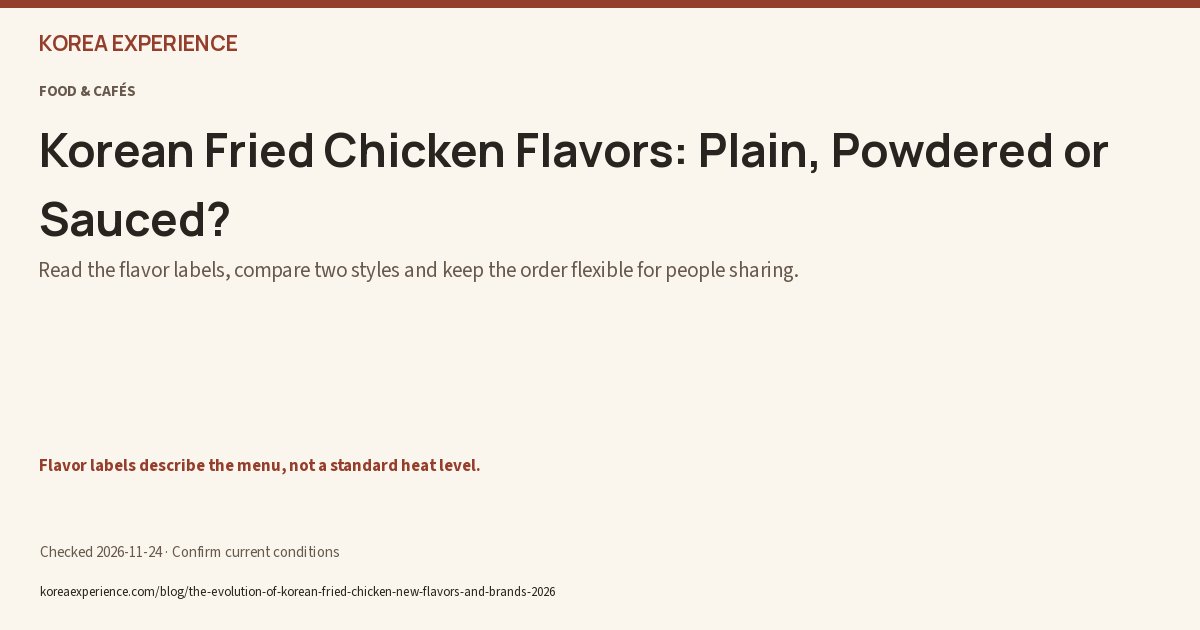 KOREA EXPERIENCE
FOOD & CAFÉS
Korean Fried Chicken Flavors: Plain, Powdered or
Sauced?
Read the flavor labels, compare two styles and keep the order flexible for people sharing.
Flavor labels describe the menu, not a standard heat level.
Checked 2026-11-24 · Confirm current conditions
koreaexperience.com/blog/the-evolution-of-korean-fried-chicken-new-flavors-and-brands-2026